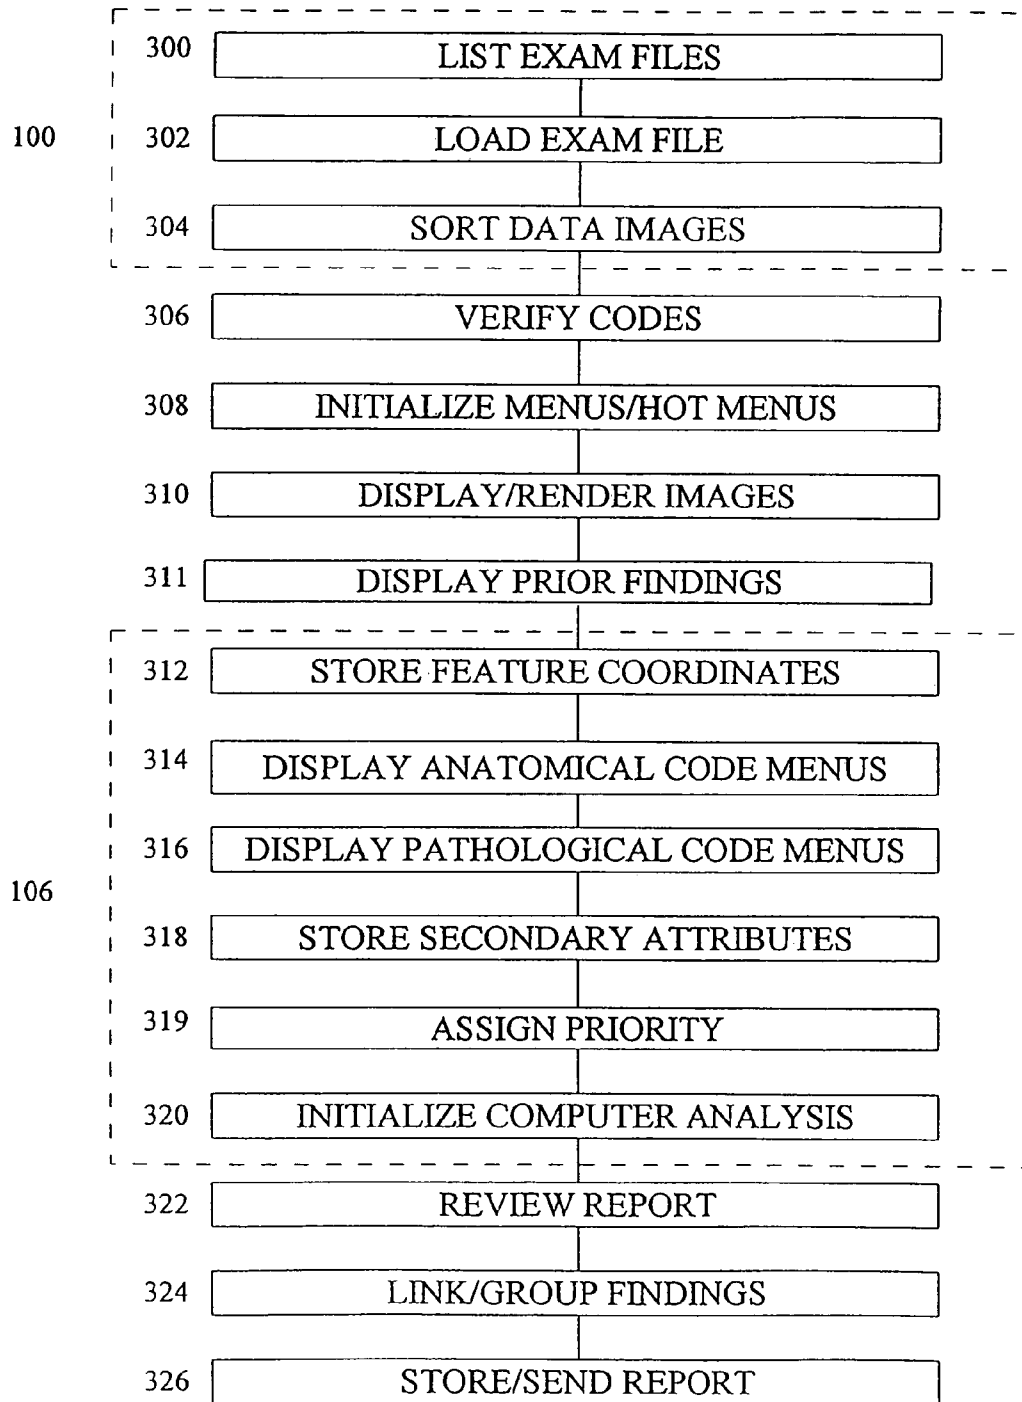 300 LIST EXAM FILES
100
302 LOAD EXAM FILE
304 SORT DATA IMAGES
306 VERIFY CODES
308 INITIALIZE MENUS/HOT MENUS
310 DISPLAY/RENDER IMAGES
311 DISPLAY PRIOR FINDINGS
312 STORE FEATURE COORDINATES
314 DISPLAY ANATOMICAL CODE MENUS
316 DISPLAY PATHOLOGICAL CODE MENUS
106
318 STORE SECONDARY ATTRIBUTES
319 ASSIGN PRIORITY
320 INITIALIZE COMPUTER ANALYSIS
322 REVIEW REPORT
324 LINK/GROUP FINDINGS
326 STORE/SEND REPORT